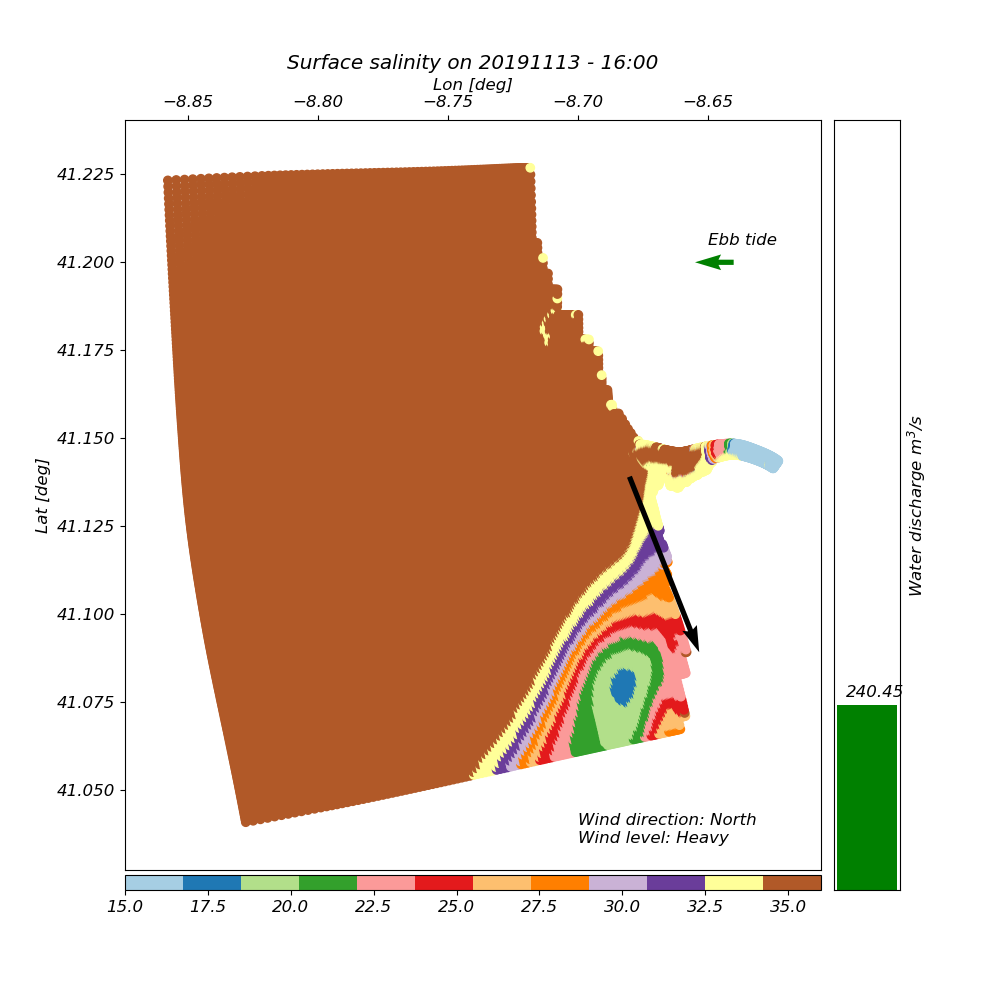 Surface salinity on 20191113 - 16:00
Lon [deg]
−8.85 −8.80 −8.75 −8.70 −8.65
41.225
41.200
41.175
41.150
41.125
41.100
41.075
41.050
Lat [deg]
Ebb tide
Wind direction: North
Wind level: Heavy
240.45
Water discharge m³/s
15.0 17.5 20.0 22.5 25.0 27.5 30.0 32.5 35.0